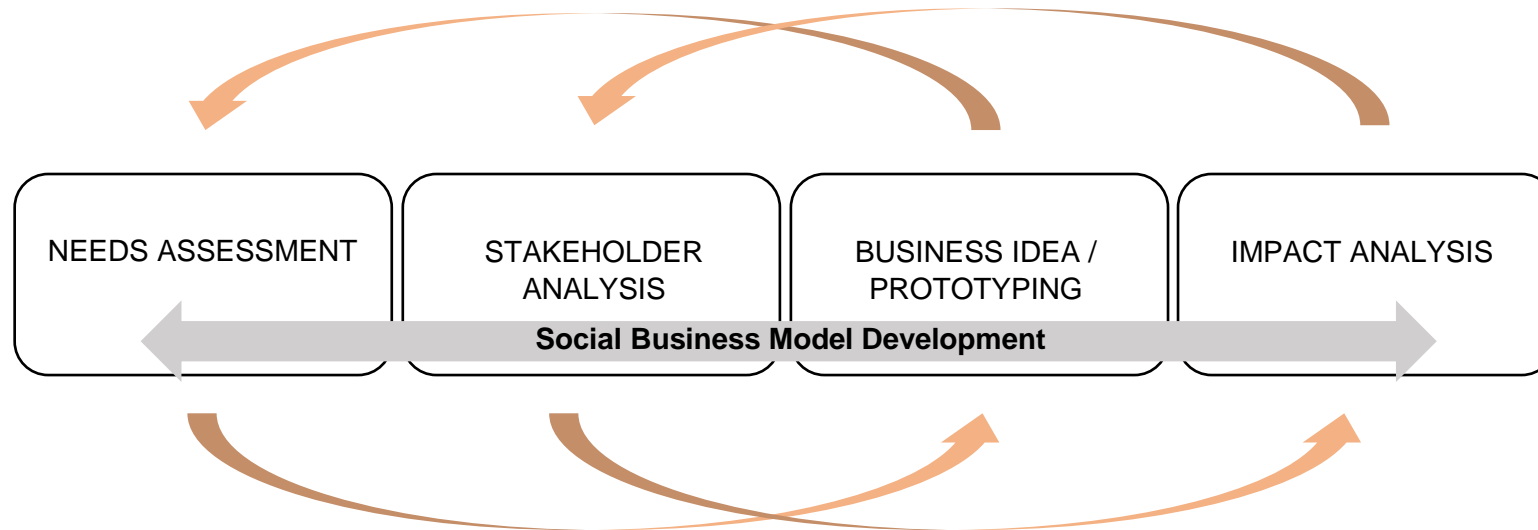 NEEDS ASSESSMENT
STAKEHOLDER
ANALYSIS
BUSINESS IDEA /
PROTOTYPING
IMPACT ANALYSIS
Social Business Model Development